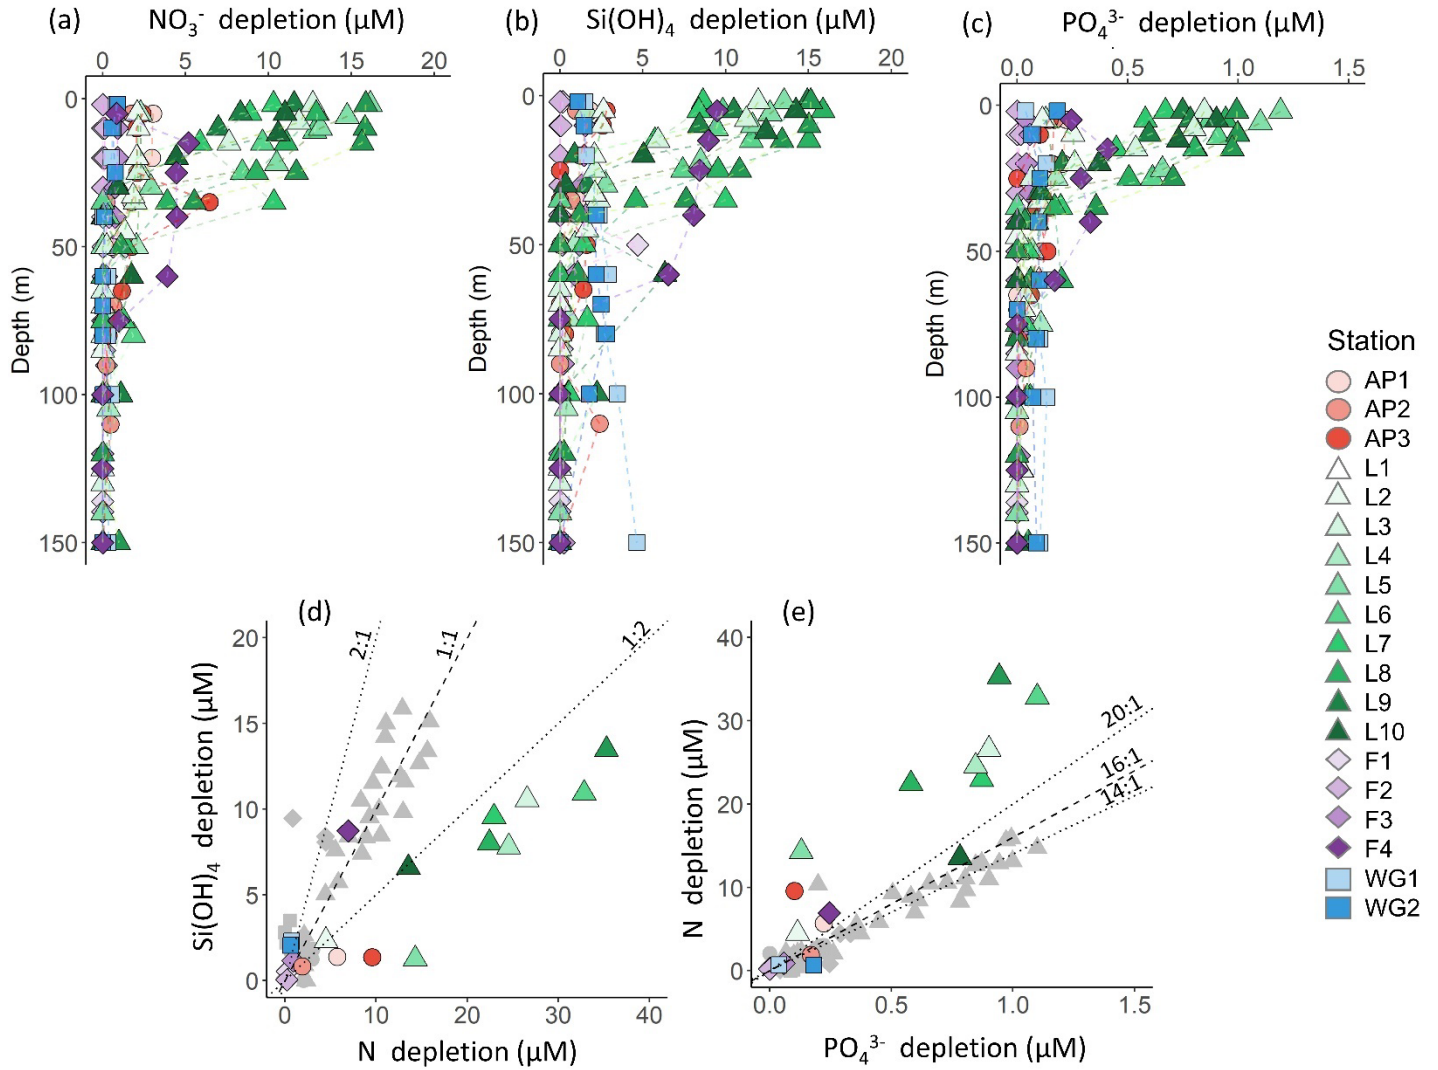 (a) NO₃⁻ depletion (µM)
0 5 10 15 20
0
50
100
150
Depth (m)
(b) Si(OH)₄ depletion (µM)
0 5 10 15 20
0
50
100
150
Depth (m)
(c) PO₄³⁻ depletion (µM)
0.0 0.5 1.0 1.5
0
50
100
150
Depth (m)
Station
AP1
AP2
AP3
L1
L2
L3
L4
L5
L6
L7
L8
L9
L10
F1
F2
F3
F4
WG1
WG2
(d)
2:1
1:1
1:2
20
15
10
5
0
Si(OH)₄ depletion (µM)
0 10 20 30 40
N depletion (µM)
(e)
20:1
16:1
14:1
40
30
20
10
0
N depletion (µM)
0.0 0.5 1.0 1.5
PO₄³⁻ depletion (µM)